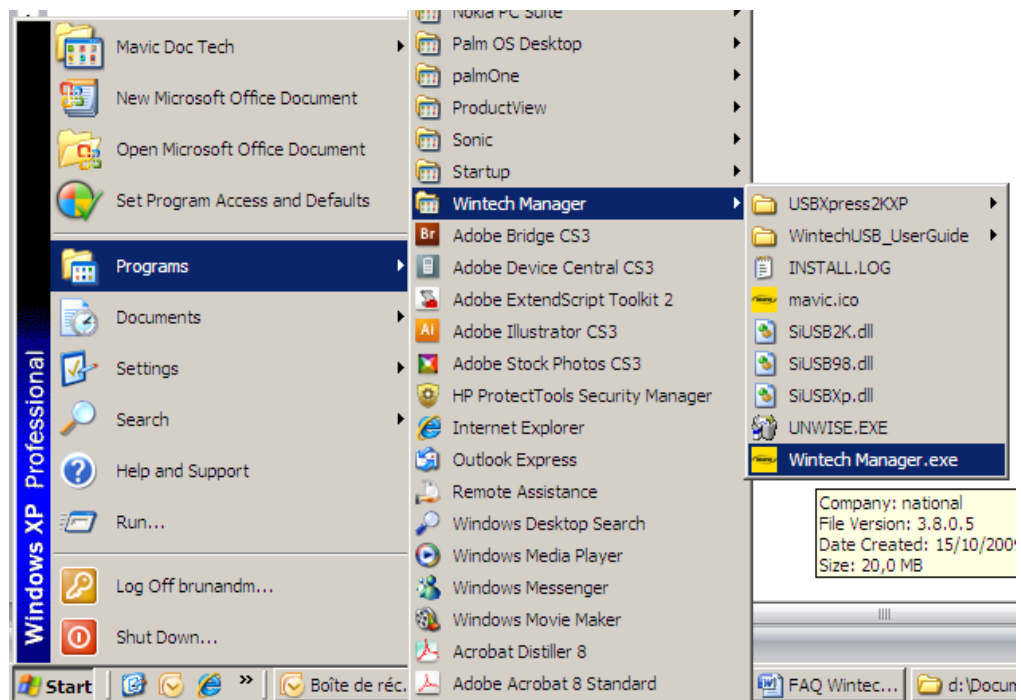 Mavic Doc Tech
New Microsoft Office Document
Open Microsoft Office Document
Set Program Access and Defaults
Programs
Documents
Settings
Search
Help and Support
Run...
Log Off brunandm...
Shut Down...
Windows XP Professional
Nokia PC Suite
Palm OS Desktop
palmOne
ProductView
Sonic
Startup
Wintech Manager
Br Adobe Bridge CS3
Adobe Device Central CS3
Adobe ExtendScript Toolkit 2
Ai Adobe Illustrator CS3
Adobe Stock Photos CS3
HP ProtectTools Security Manager
Internet Explorer
Outlook Express
Remote Assistance
Windows Desktop Search
Windows Media Player
Windows Messenger
Windows Movie Maker
Acrobat Distiller 8
Adobe Acrobat 8 Standard
USBXpress2KXP
WintechUSB_UserGuide
INSTALL.LOG
mavic.ico
SiUSB2K.dll
SiUSB98.dll
SiUSBXp.dll
UNWISE.EXE
Wintech Manager.exe
Company: national
File Version: 3.8.0.5
Date Created: 15/10/2009
Size: 20,0 MB
Start
»
Boîte de réc.
FAQ Wintec...
d:\Docum